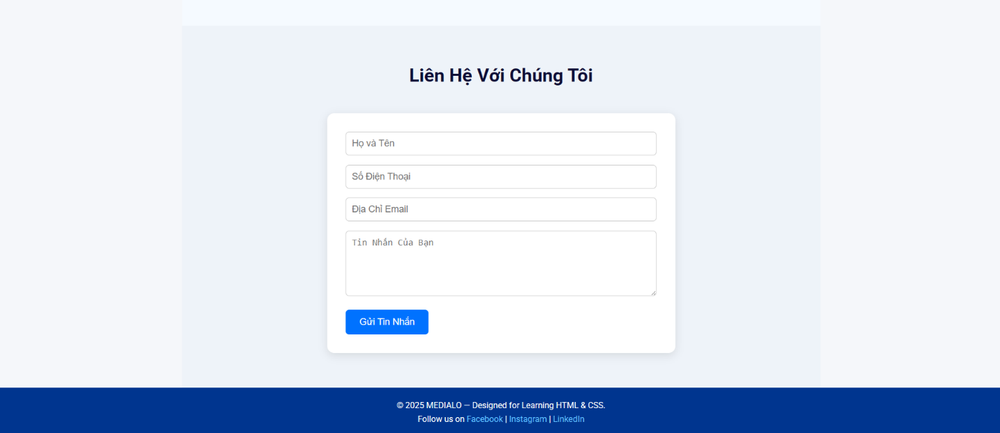 Liên Hệ Với Chúng Tôi
Họ và Tên
Số Điện Thoại
Địa Chỉ Email
Tin Nhắn Của Bạn
Gửi Tin Nhắn
© 2025 MEDIALO — Designed for Learning HTML & CSS.
Follow us on Facebook | Instagram | LinkedIn